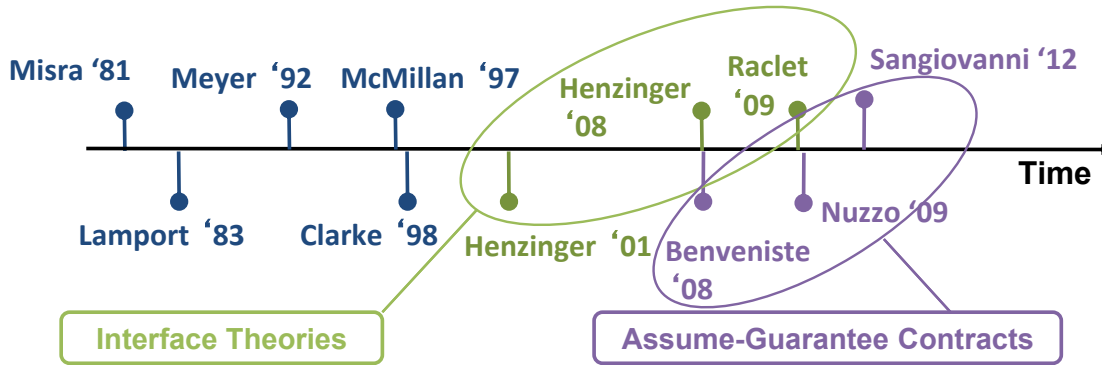 Misra ‘81
Meyer ‘92
McMillan ‘97
Henzinger
‘08
Raclet
‘09
Sangiovanni ‘12
Time
Lamport ‘83
Clarke ‘98
Henzinger ‘01
Benveniste
‘08
Nuzzo ‘09
Interface Theories
Assume-Guarantee Contracts